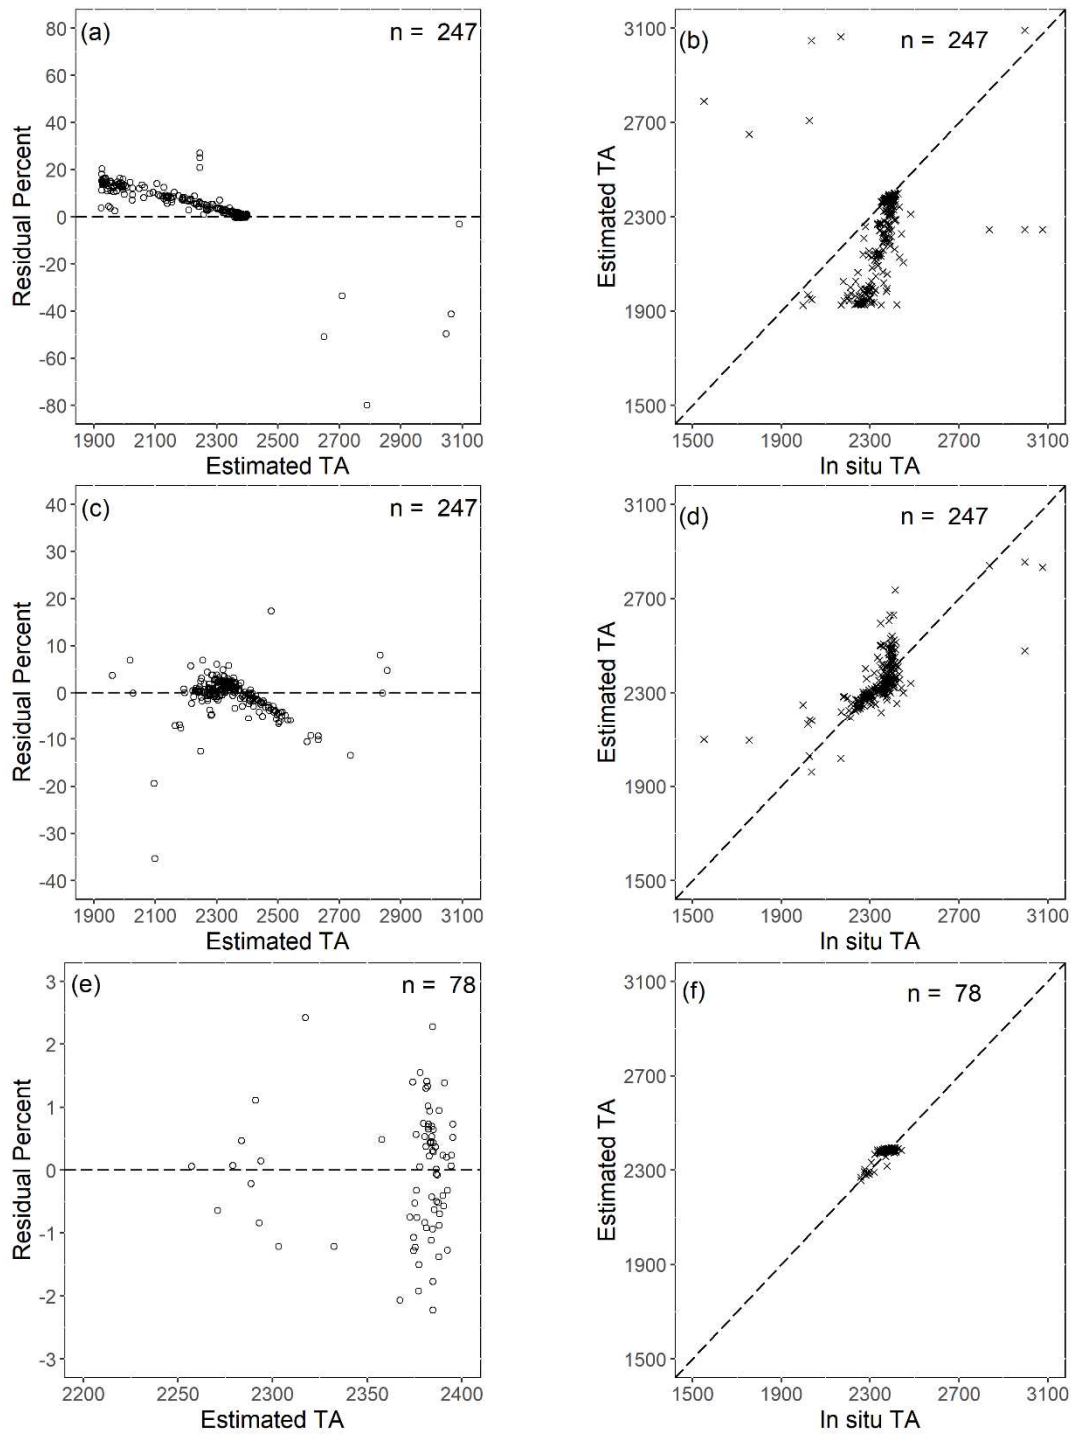 (a) n = 247
80
60
40
20
0
-20
-40
-60
-80
Residual Percent
1900 2100 2300 2500 2700 2900 3100
Estimated TA
(b) n = 247
3100
2700
2300
1900
1500
Estimated TA
1500 1900 2300 2700 3100
In situ TA
(c) n = 247
40
30
20
10
0
-10
-20
-30
-40
Residual Percent
1900 2100 2300 2500 2700 2900 3100
Estimated TA
(d) n = 247
3100
2700
2300
1900
1500
Estimated TA
1500 1900 2300 2700 3100
In situ TA
(e) n = 78
3
2
1
0
-1
-2
-3
Residual Percent
2200 2250 2300 2350 2400
Estimated TA
(f) n = 78
3100
2700
2300
1900
1500
Estimated TA
1500 1900 2300 2700 3100
In situ TA